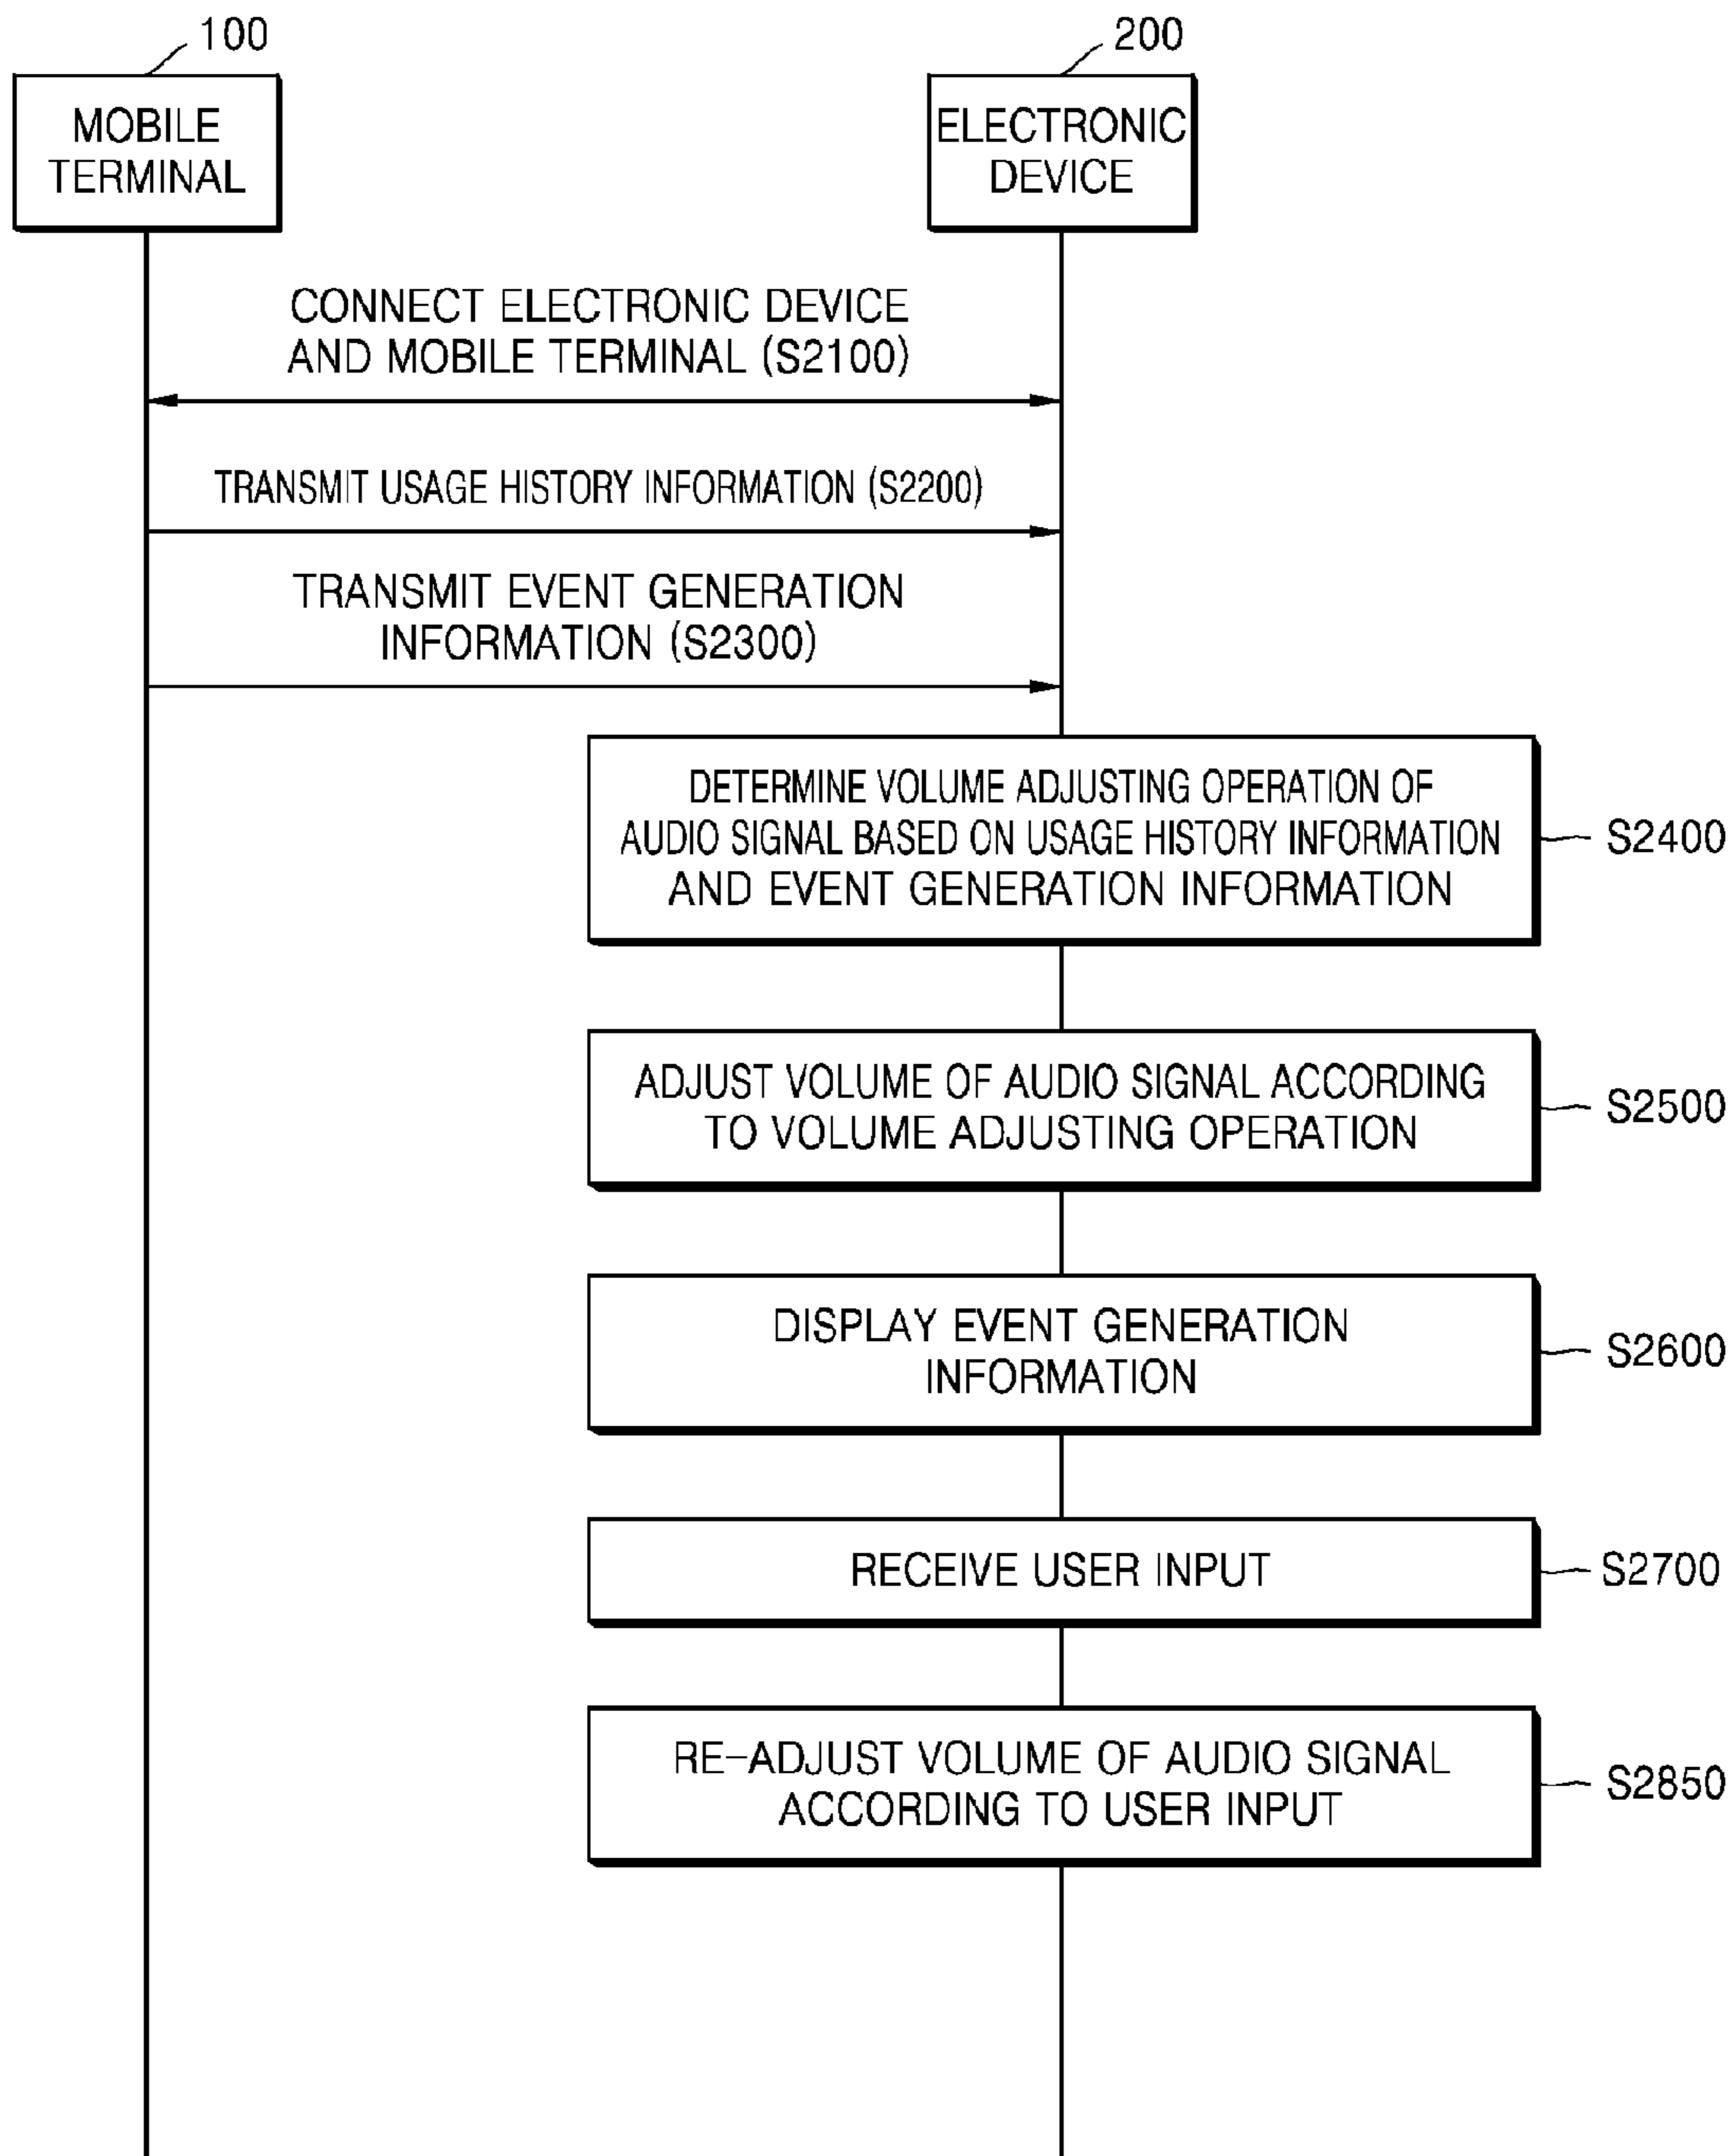 100
200
MOBILE
TERMINAL
ELECTRONIC
DEVICE
CONNECT ELECTRONIC DEVICE
AND MOBILE TERMINAL (S2100)
TRANSMIT USAGE HISTORY INFORMATION (S2200)
TRANSMIT EVENT GENERATION
INFORMATION (S2300)
DETERMINE VOLUME ADJUSTING OPERATION OF
AUDIO SIGNAL BASED ON USAGE HISTORY INFORMATION
AND EVENT GENERATION INFORMATION
S2400
ADJUST VOLUME OF AUDIO SIGNAL ACCORDING
TO VOLUME ADJUSTING OPERATION
S2500
DISPLAY EVENT GENERATION
INFORMATION
S2600
RECEIVE USER INPUT
S2700
RE-ADJUST VOLUME OF AUDIO SIGNAL
ACCORDING TO USER INPUT
S2850